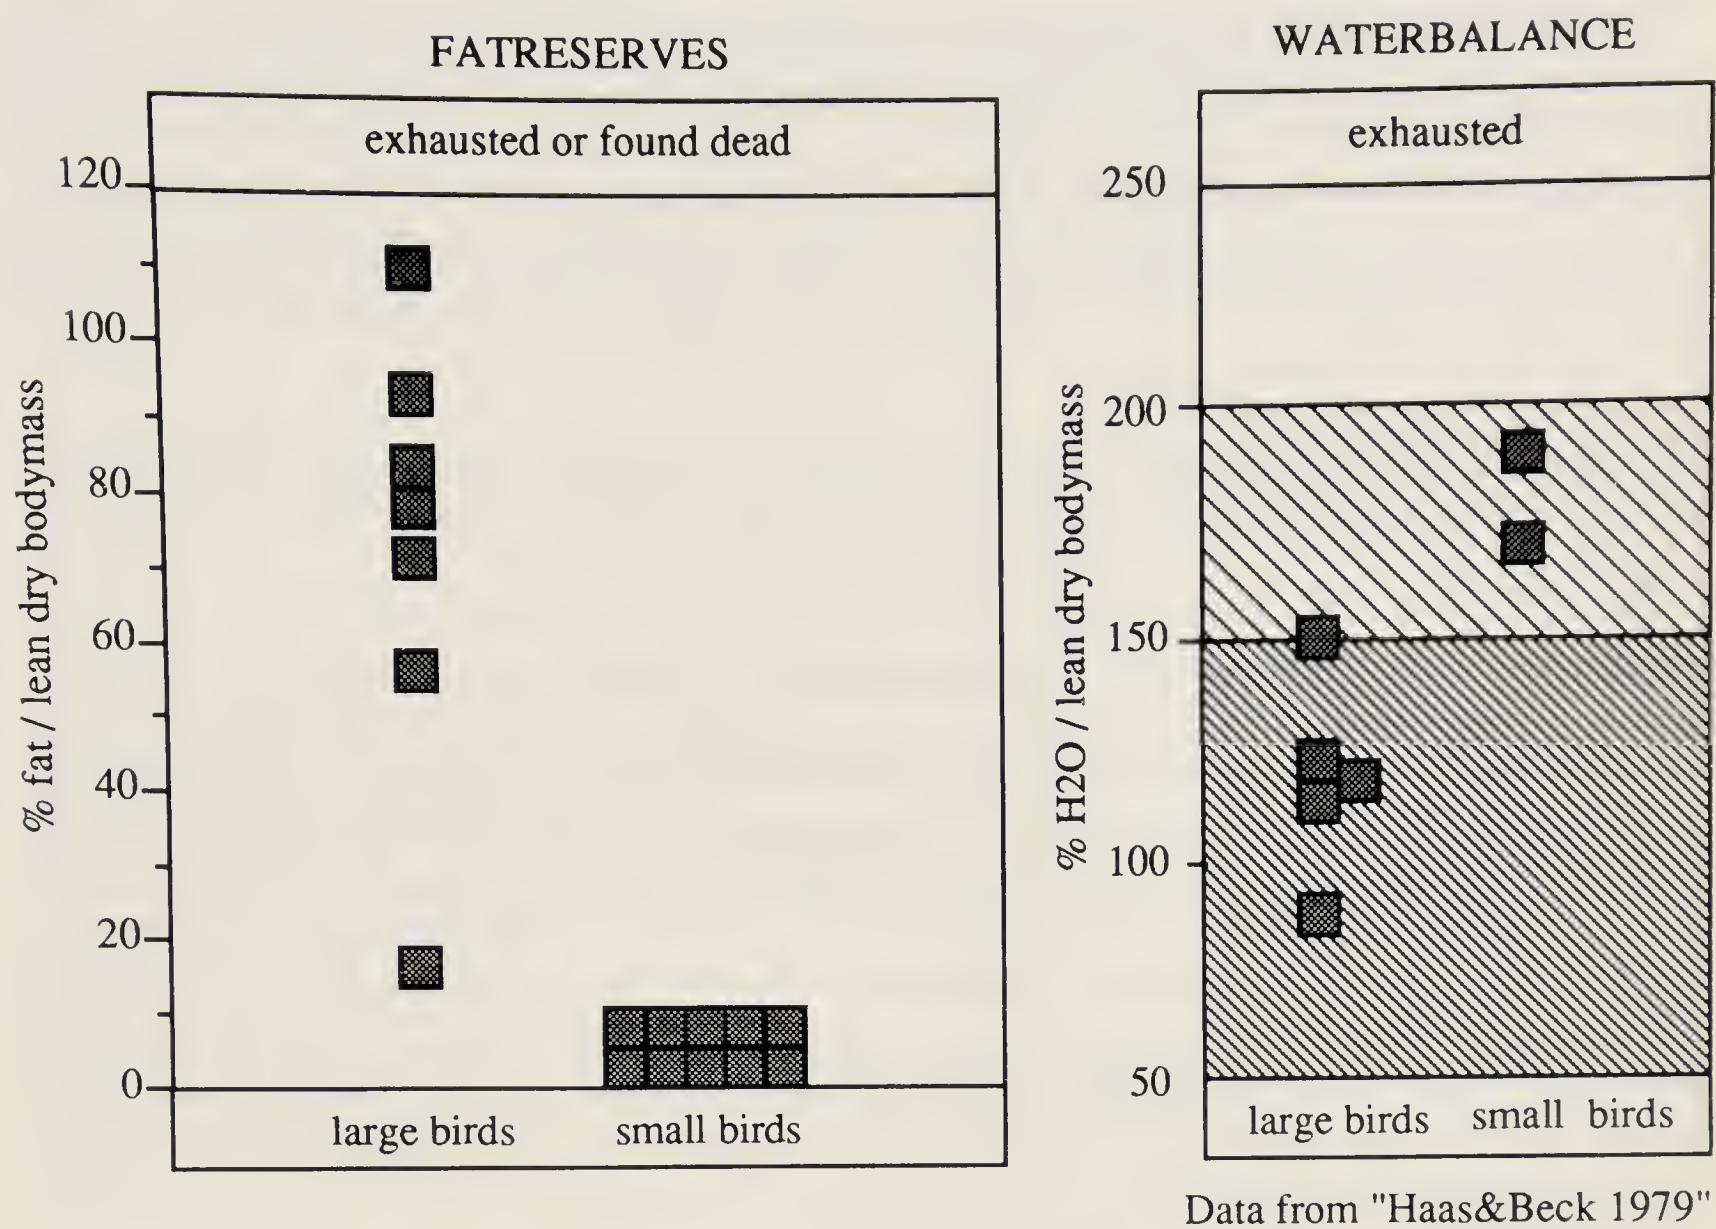 FATRESERVES
exhausted or found dead
120
100
80
60
40
20
0
% fat / lean dry bodymass
large birds small birds
WATERBALANCE
exhausted
250
200
150
100
50
% H2O / lean dry bodymass
large birds small birds
Data from "Haas&Beck 1979"